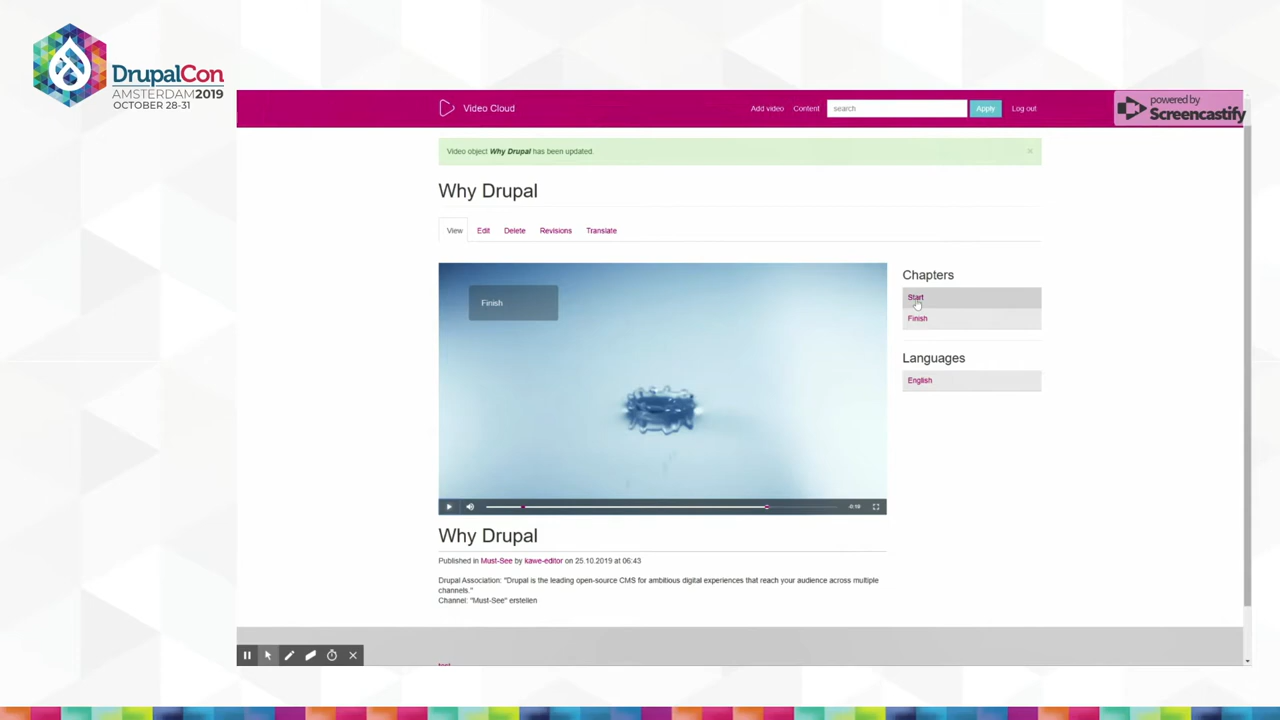 DrupalCon
AMSTERDAM 2019
OCTOBER 28-31
Video Cloud
Add video
Content
search
Apply
Log out
powered by
Screencastify
Video object Why Drupal has been updated.
×
Why Drupal
View
Edit
Delete
Revisions
Translate
Finish
Chapters
Start
Finish
Languages
English
-0:18
Why Drupal
Published in Must-See by kawe-editor on 25.10.2019 at 06:43
Drupal Association: "Drupal is the leading open-source CMS for ambitious digital experiences that reach your audience across multiple
channels."
Channel: "Must-See" erstellen